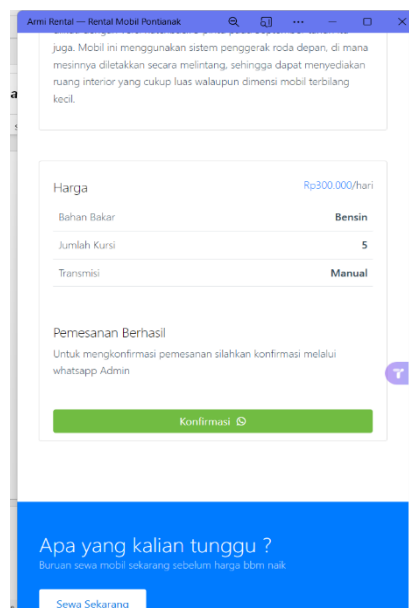 Armi Rental — Rental Mobil Pontianak
juga. Mobil ini menggunakan sistem penggerak roda depan, di mana
mesinnya diletakkan secara melintang, sehingga dapat menyediakan
ruang interior yang cukup luas walaupun dimensi mobil terbilang
kecil.
Harga
Rp300.000/hari
Bahan Bakar
Bensin
Jumlah Kursi
5
Transmisi
Manual
Pemesanan Berhasil
Untuk mengkonfirmasi pemesanan silahkan konfirmasi melalui
whatsapp Admin
Konfirmasi
Apa yang kalian tunggu ?
Buruan sewa mobil sekarang sebelum harga bbm naik
Sewa Sekarang